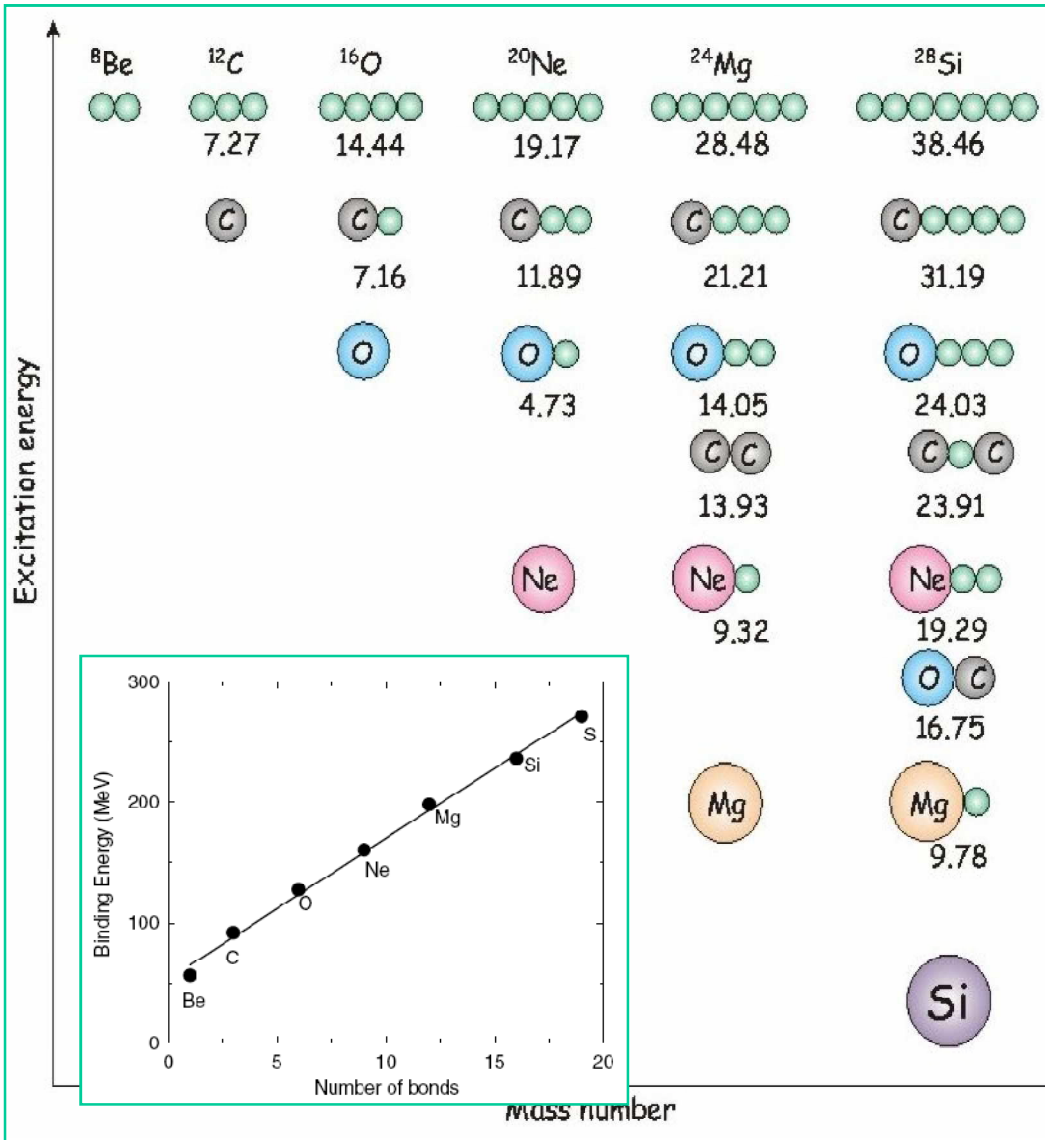 ⁸Be ¹²C ¹⁶O ²⁰Ne ²⁴Mg ²⁸Si
7.27 14.44 19.17 28.48 38.46
C C C C C
7.16 11.89 21.21 31.19
O O O O
4.73 14.05 24.03
C C C C
13.93 23.91
Ne Ne Ne
9.32 19.29
O C
16.75
Mg Mg
9.78
Si
Excitation energy
Mass number
300
200
100
0
Binding Energy (MeV)
S
Si
Mg
Ne
O
C
Be
0 5 10 15 20
Number of bonds